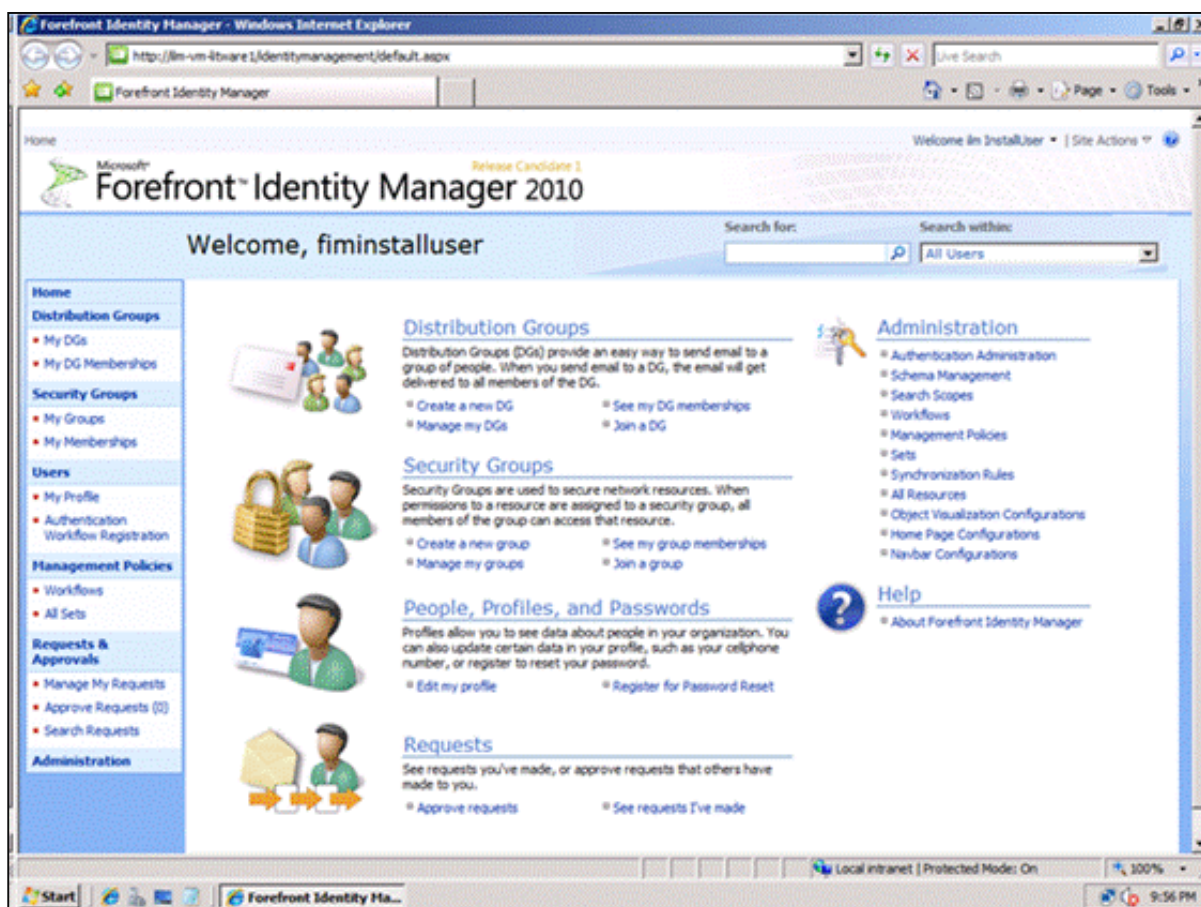 Forefront Identity Manager - Windows Internet Explorer
http://ilm-vm-litware1/identitymanagement/default.aspx
Live Search
Forefront Identity Manager
Page
Tools
Home
Welcome ilm InstallUser
Site Actions
Microsoft
Release Candidate 1
Forefront™ Identity Manager 2010
Welcome, fiminstalluser
Search for:
Search within:
All Users
Home
Distribution Groups
My DGs
My DG Memberships
Security Groups
My Groups
My Memberships
Users
My Profile
Authentication
Workflow Registration
Management Policies
Workflows
All Sets
Requests &
Approvals
Manage My Requests
Approve Requests (0)
Search Requests
Administration
Distribution Groups
Distribution Groups (DGs) provide an easy way to send email to a
group of people. When you send email to a DG, the email will get
delivered to all members of the DG.
Create a new DG
See my DG memberships
Manage my DGs
Join a DG
Security Groups
Security Groups are used to secure network resources. When
permissions to a resource are assigned to a security group, all
members of the group can access that resource.
Create a new group
See my group memberships
Manage my groups
Join a group
People, Profiles, and Passwords
Profiles allow you to see data about people in your organization. You
can also update certain data in your profile, such as your cellphone
number, or register to reset your password.
Edit my profile
Register for Password Reset
Requests
See requests you've made, or approve requests that others have
made to you.
Approve requests
See requests I've made
Administration
Authentication Administration
Schema Management
Search Scopes
Workflows
Management Policies
Sets
Synchronization Rules
All Resources
Object Visualization Configurations
Home Page Configurations
Navbar Configurations
Help
About Forefront Identity Manager
Local intranet | Protected Mode: On
100%
Start
Forefront Identity Ma...
9:56 PM